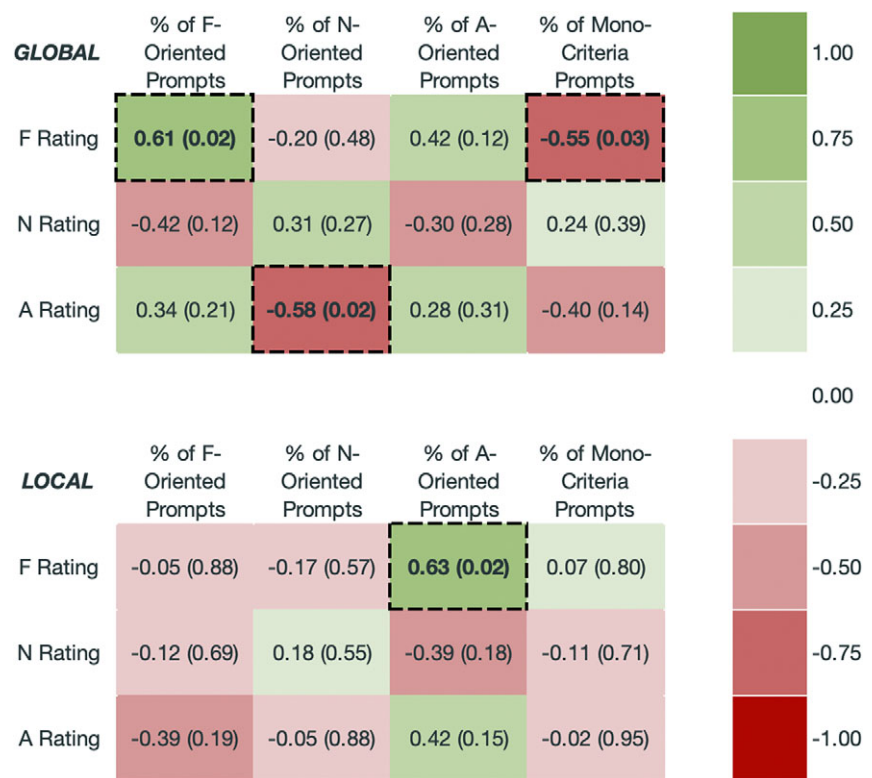 % of F- % of N- % of A- % of Mono-
GLOBAL Oriented Oriented Oriented Criteria
Prompts Prompts Prompts Prompts
1.00
F Rating 0.61 (0.02) -0.20 (0.48) 0.42 (0.12) -0.55 (0.03) 0.75
N Rating -0.42 (0.12) 0.31 (0.27) -0.30 (0.28) 0.24 (0.39) 0.50
A Rating 0.34 (0.21) -0.58 (0.02) 0.28 (0.31) -0.40 (0.14) 0.25
0.00
% of F- % of N- % of A- % of Mono-
LOCAL Oriented Oriented Oriented Criteria -0.25
Prompts Prompts Prompts Prompts
F Rating -0.05 (0.88) -0.17 (0.57) 0.63 (0.02) 0.07 (0.80) -0.50
N Rating -0.12 (0.69) 0.18 (0.55) -0.39 (0.18) -0.11 (0.71) -0.75
A Rating -0.39 (0.19) -0.05 (0.88) 0.42 (0.15) -0.02 (0.95) -1.00